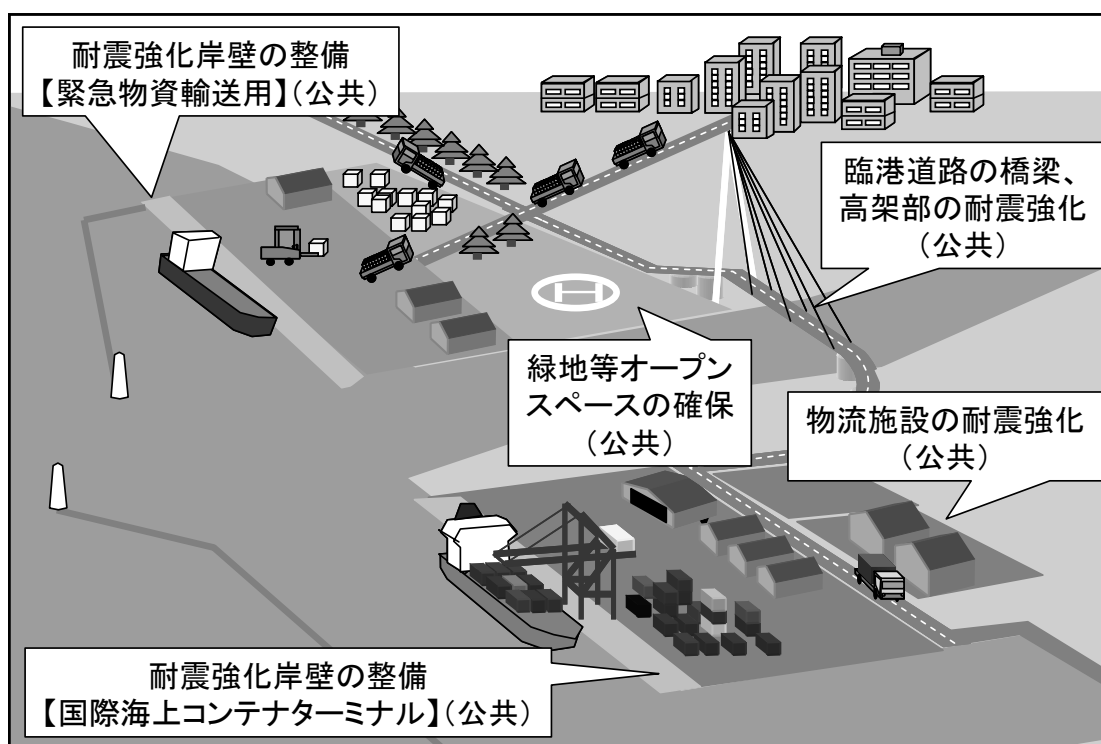 耐震強化岸壁の整備
【緊急物資輸送用】(公共)
臨港道路の橋梁、
高架部の耐震強化
(公共)
緑地等オープン
スペースの確保
(公共)
物流施設の耐震強化
(公共)
耐震強化岸壁の整備
【国際海上コンテナターミナル】(公共)
H